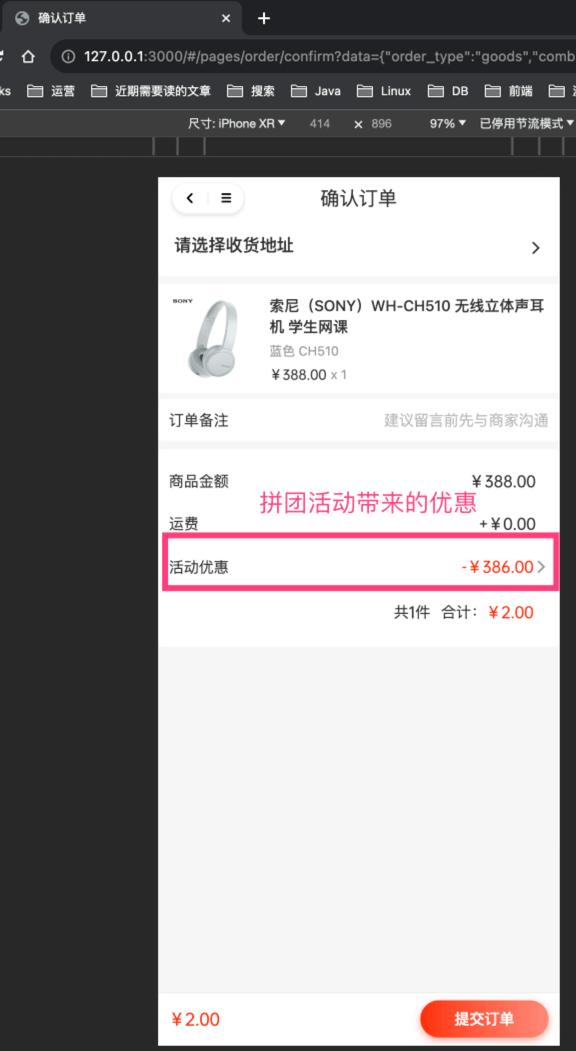 确认订单
127.0.0.1:3000/#/pages/order/confirm?data={"order_type":"goods","comb
ks 运营 近期需要读的文章 搜索 Java Linux DB 前端
尺寸: iPhone XR 414 × 896 97% 已停用节流模式
确认订单
请选择收货地址
SONY
索尼（SONY）WH-CH510 无线立体声耳
机 学生网课
蓝色 CH510
¥388.00 x 1
订单备注 建议留言前先与商家沟通
商品金额 ¥388.00
拼团活动带来的优惠
运费 +¥0.00
活动优惠 -¥386.00
共1件 合计: ¥2.00
¥2.00 提交订单